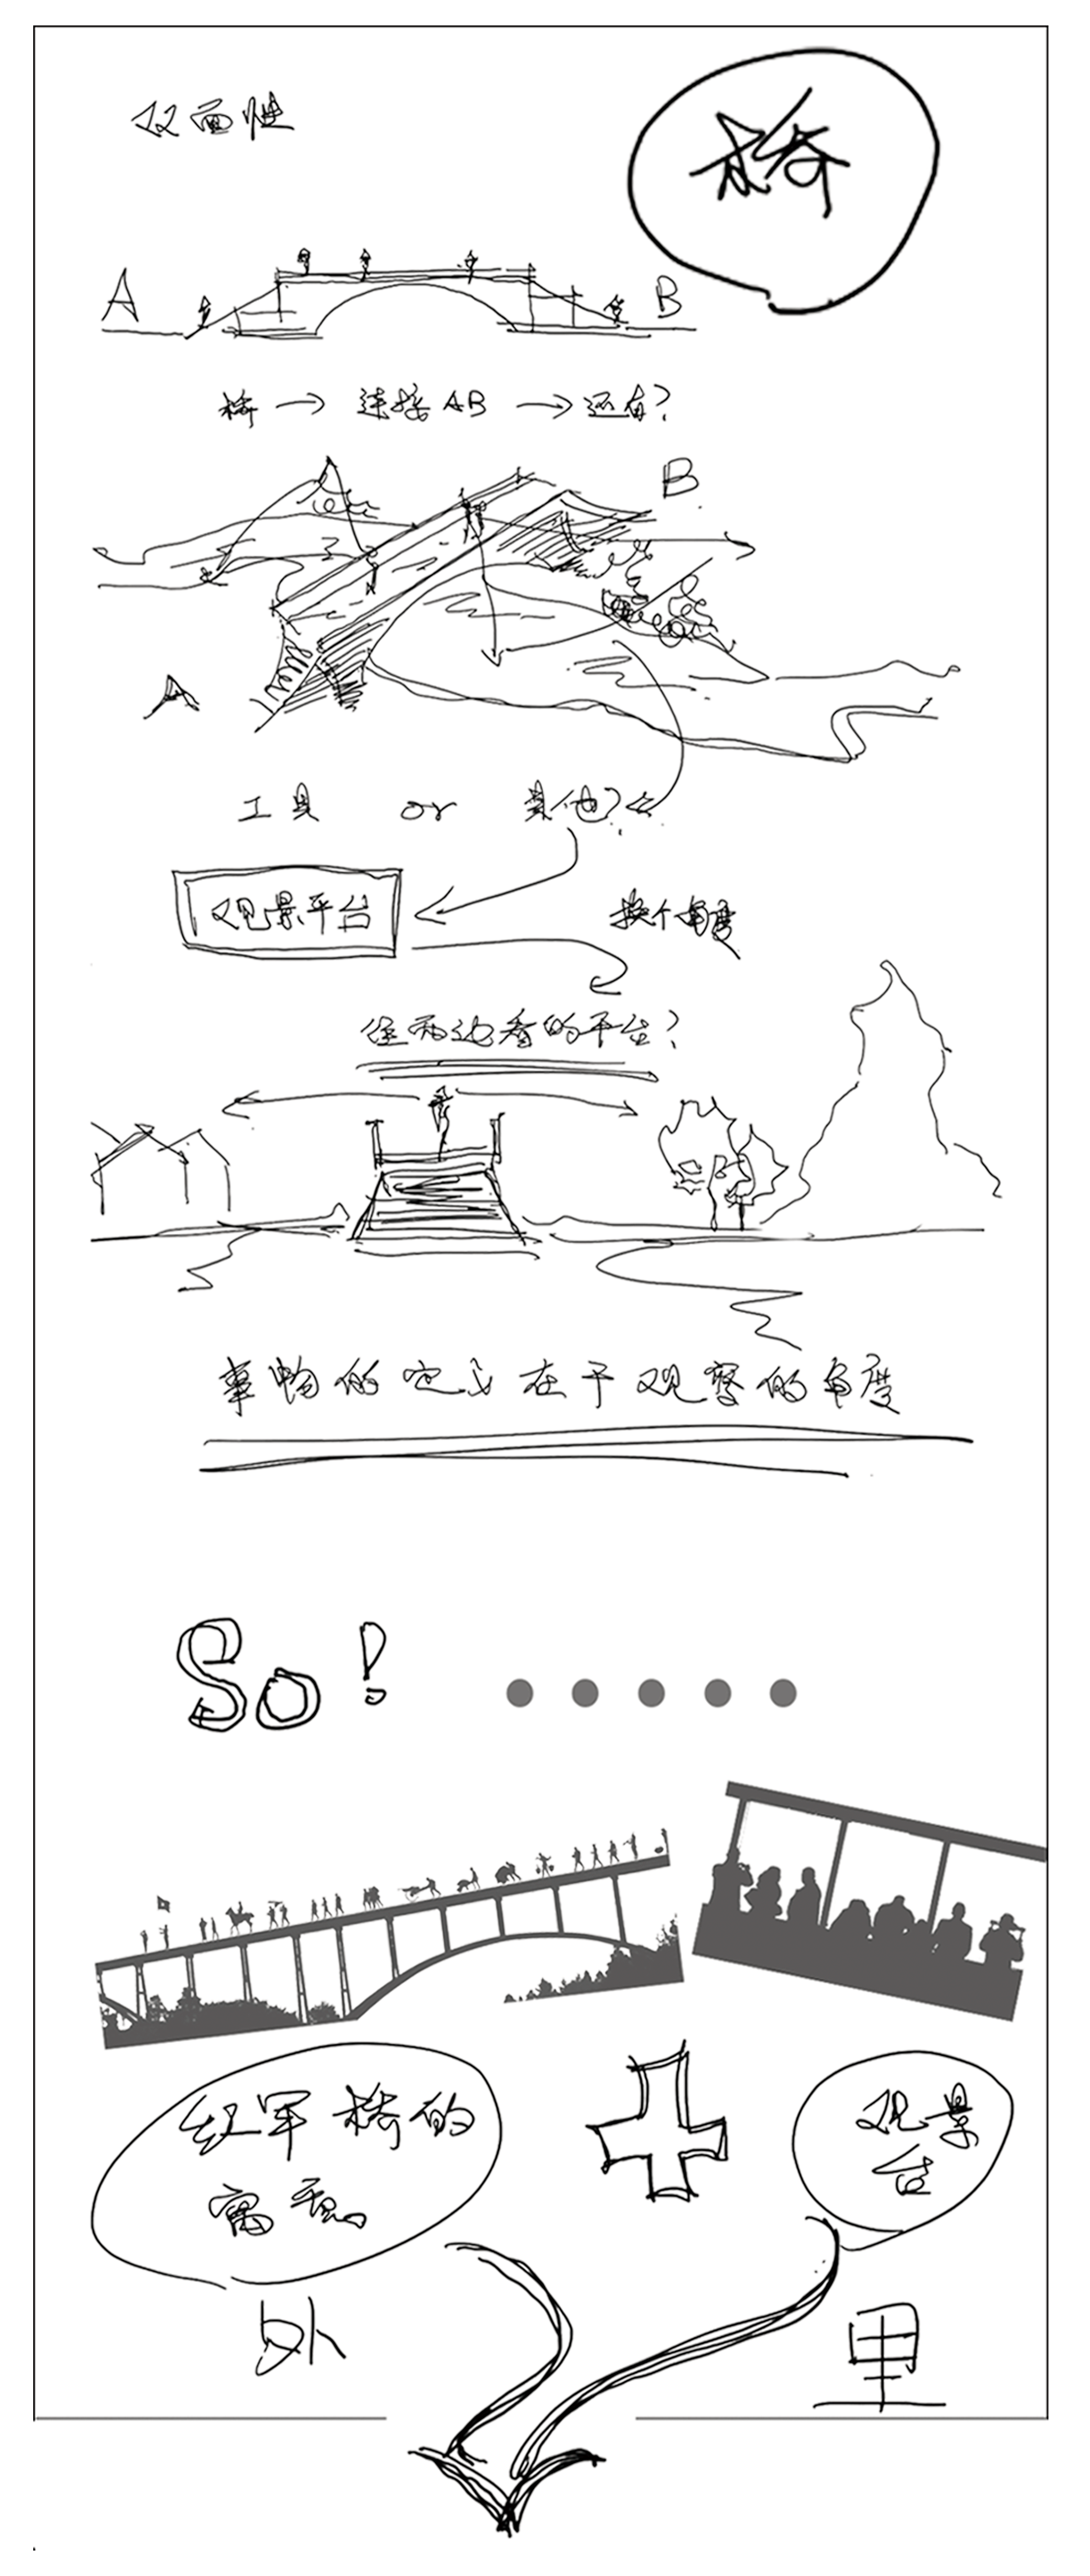 双面性
桥
A B
桥 → 连接AB → 还有?
B
A
工具 or 其他?
观景平台
换个角度
往两边看的平台?
事物的定义在于观察的角度
So!
红军桥的
寓意
观景
台
外
里